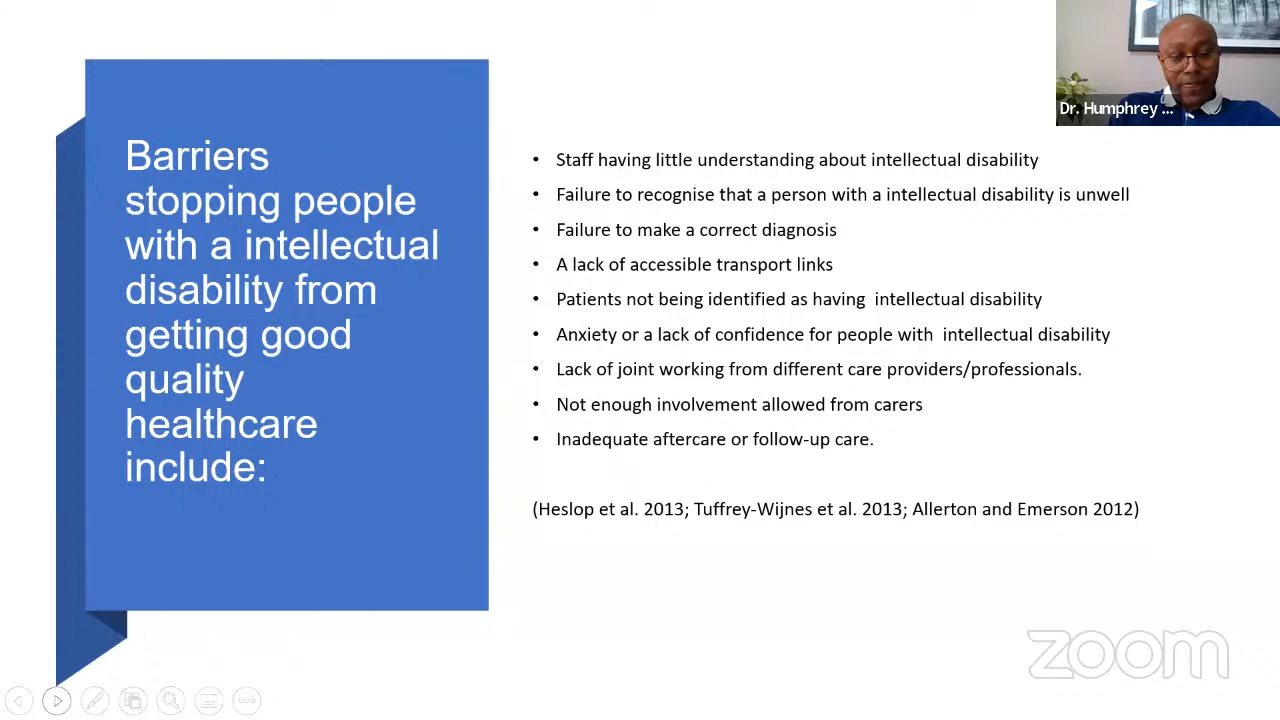 Barriers
stopping people
with a intellectual
disability from
getting good
quality
healthcare
include:
• Staff having little understanding about intellectual disability
• Failure to recognise that a person with a intellectual disability is unwell
• Failure to make a correct diagnosis
• A lack of accessible transport links
• Patients not being identified as having  intellectual disability
• Anxiety or a lack of confidence for people with  intellectual disability
• Lack of joint working from different care providers/professionals.
• Not enough involvement allowed from carers
• Inadequate aftercare or follow-up care.
(Heslop et al. 2013; Tuffrey-Wijnes et al. 2013; Allerton and Emerson 2012)
Dr. Humphrey ...
zoom